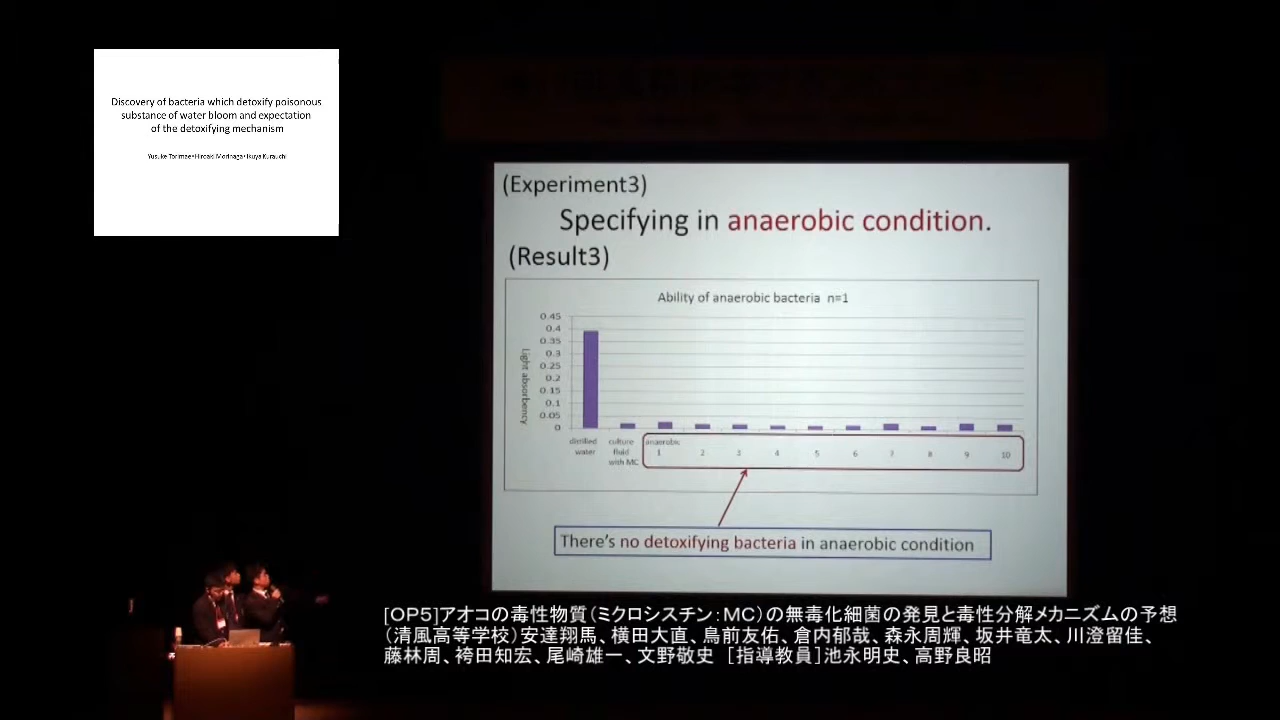 Discovery of bacteria which detoxify poisonous
substance of water bloom and expectation
of the detoxifying mechanism
Yusuke Torimae・Hiroaki Morinaga・Ikuya Kurauchi
(Experiment3)
Specifying in anaerobic condition.
(Result3)
Ability of anaerobic bacteria n=1
Light absorbency
0.45
0.4
0.35
0.3
0.25
0.2
0.15
0.1
0.05
0
distilled water
culture fluid with MC
anaerobic 1 2 3 4 5 6 7 8 9 10
There's no detoxifying bacteria in anaerobic condition
[OP5]アオコの毒性物質（ミクロシスチン：MC）の無毒化細菌の発見と毒性分解メカニズムの予想
（清風高等学校）安達翔馬、横田大直、鳥前友佑、倉内郁哉、森永周輝、坂井竜太、川澄留佳、
藤林周、袴田知宏、尾崎雄一、文野敬史　［指導教員］池永明史、高野良昭